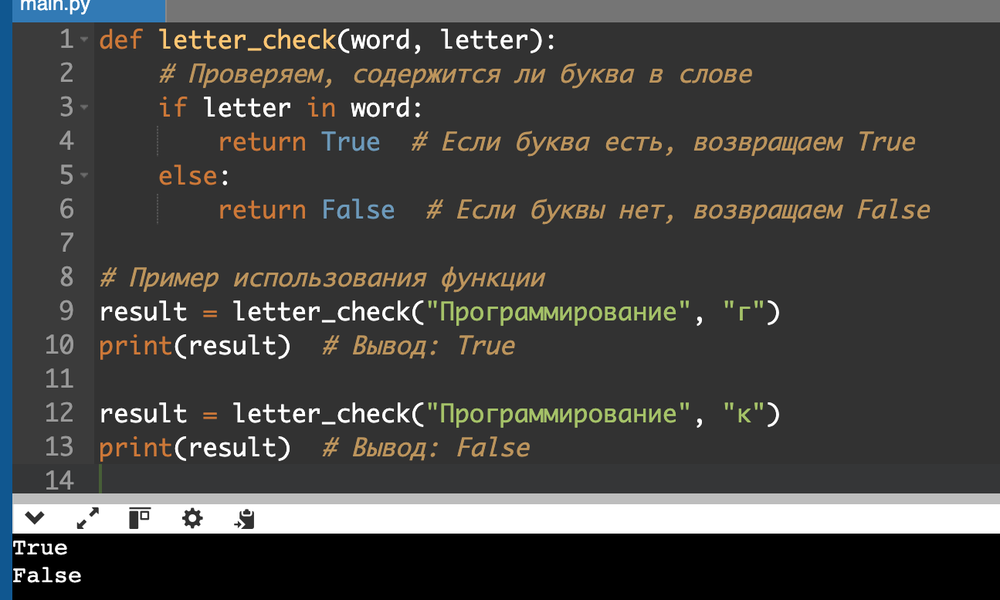 main.py
1 def letter_check(word, letter):
2     # Проверяем, содержится ли буква в слове
3     if letter in word:
4         return True  # Если буква есть, возвращаем True
5     else:
6         return False  # Если буквы нет, возвращаем False
7
8 # Пример использования функции
9 result = letter_check("Программирование", "г")
10 print(result)  # Вывод: True
11
12 result = letter_check("Программирование", "к")
13 print(result)  # Вывод: False
14
True
False